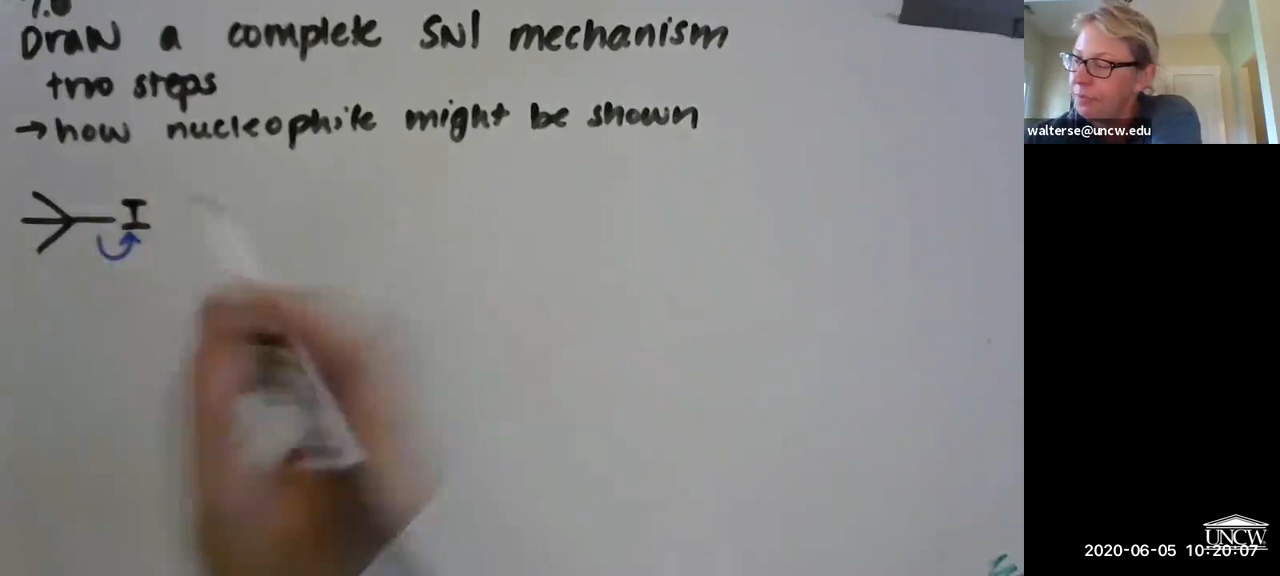 Draw a complete SN1 mechanism
two steps
→ how nucleophile might be shown
I
walterse@uncw.edu
UNCW
2020-06-05 10:20:07